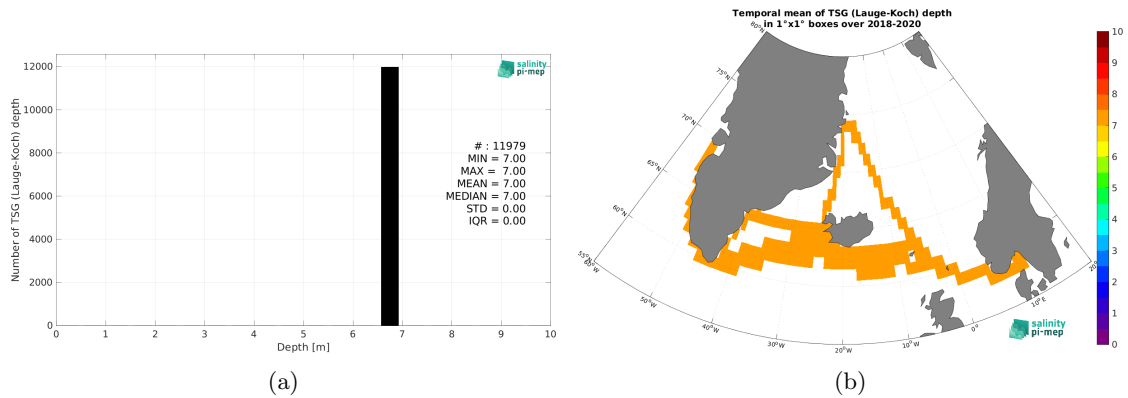 Temporal mean of TSG (Lauge-Koch) depth
in 1°x1° boxes over 2018-2020
12000
10000
8000
6000
4000
2000
0
Number of TSG (Lauge-Koch) depth
salinity
pi-mep
# : 11979
MIN = 7.00
MAX = 7.00
MEAN = 7.00
MEDIAN = 7.00
STD = 0.00
IQR = 0.00
0 1 2 3 4 5 6 7 8 9 10
Depth [m]
(a)
80°N
75°N
70°N
65°N
60°N
55°N
60°W
50°W
40°W
30°W
20°W
10°W
0°
10°E
10
9
8
7
6
5
4
3
2
1
0
salinity
pi-mep
(b)